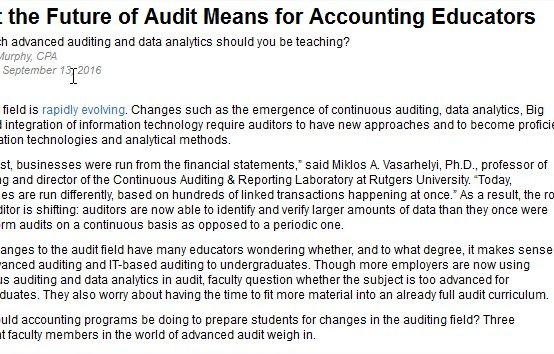 t the Future of Audit Means for Accounting Educators
ch advanced auditing and data analytics should you be teaching?
Murphy, CPA
September 13, 2016
field is rapidly evolving. Changes such as the emergence of continuous auditing, data analytics, Big
d integration of information technology require auditors to have new approaches and to become proficie
ation technologies and analytical methods.
st, businesses were run from the financial statements,” said Miklos A. Vasarhelyi, Ph.D., professor of
ng and director of the Continuous Auditing & Reporting Laboratory at Rutgers University. “Today,
es are run differently, based on hundreds of linked transactions happening at once.” As a result, the ro
ditor is shifting: auditors are now able to identify and verify larger amounts of data than they once were
rm audits on a continuous basis as opposed to a periodic one.
hanges to the audit field have many educators wondering whether, and to what degree, it makes sense
vanced auditing and IT-based auditing to undergraduates. Though more employers are now using
us auditing and data analytics in audit, faculty question whether the subject is too advanced for
duates. They also worry about having the time to fit more material into an already full audit curriculum.
ould accounting programs be doing to prepare students for changes in the auditing field? Three
nt faculty members in the world of advanced audit weigh in.